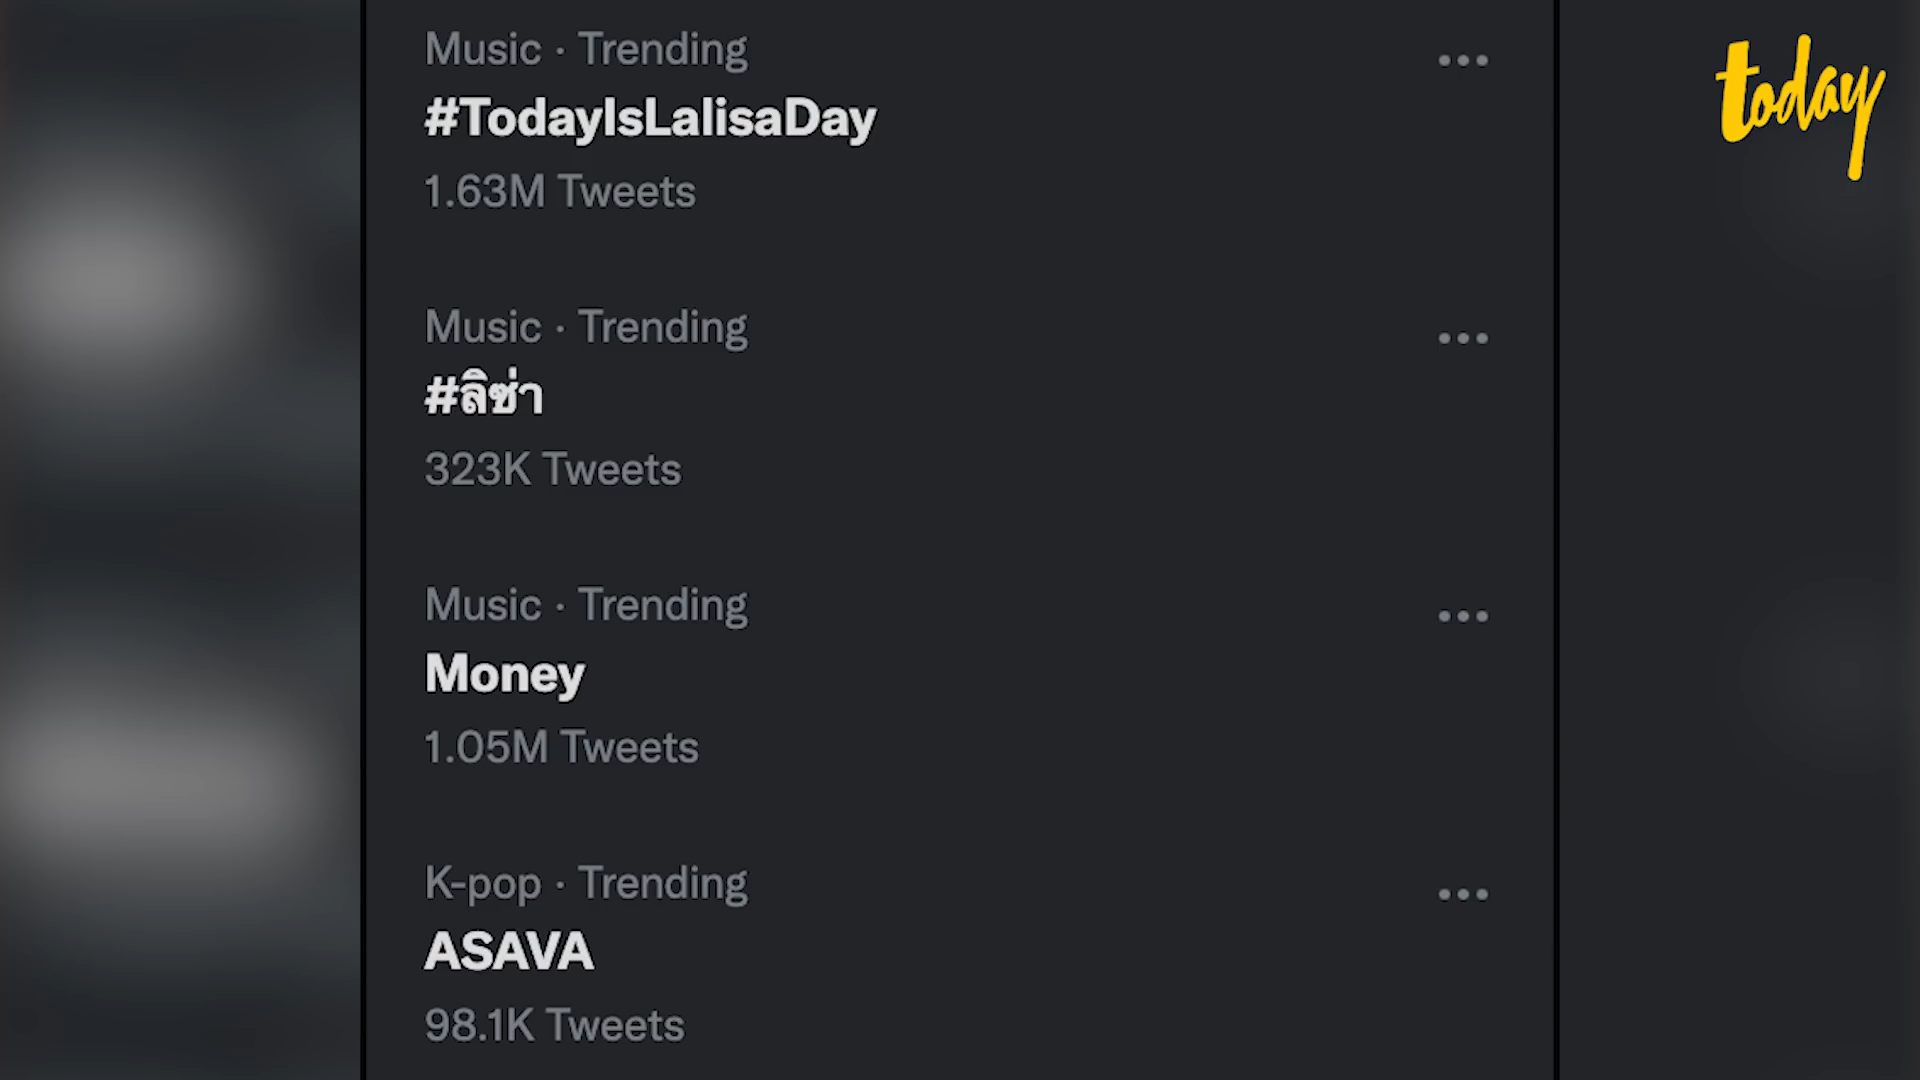 Music · Trending
#TodayIsLalisaDay
1.63M Tweets
Music · Trending
#ลิซ่า
323K Tweets
Music · Trending
Money
1.05M Tweets
K-pop · Trending
ASAVA
98.1K Tweets
today